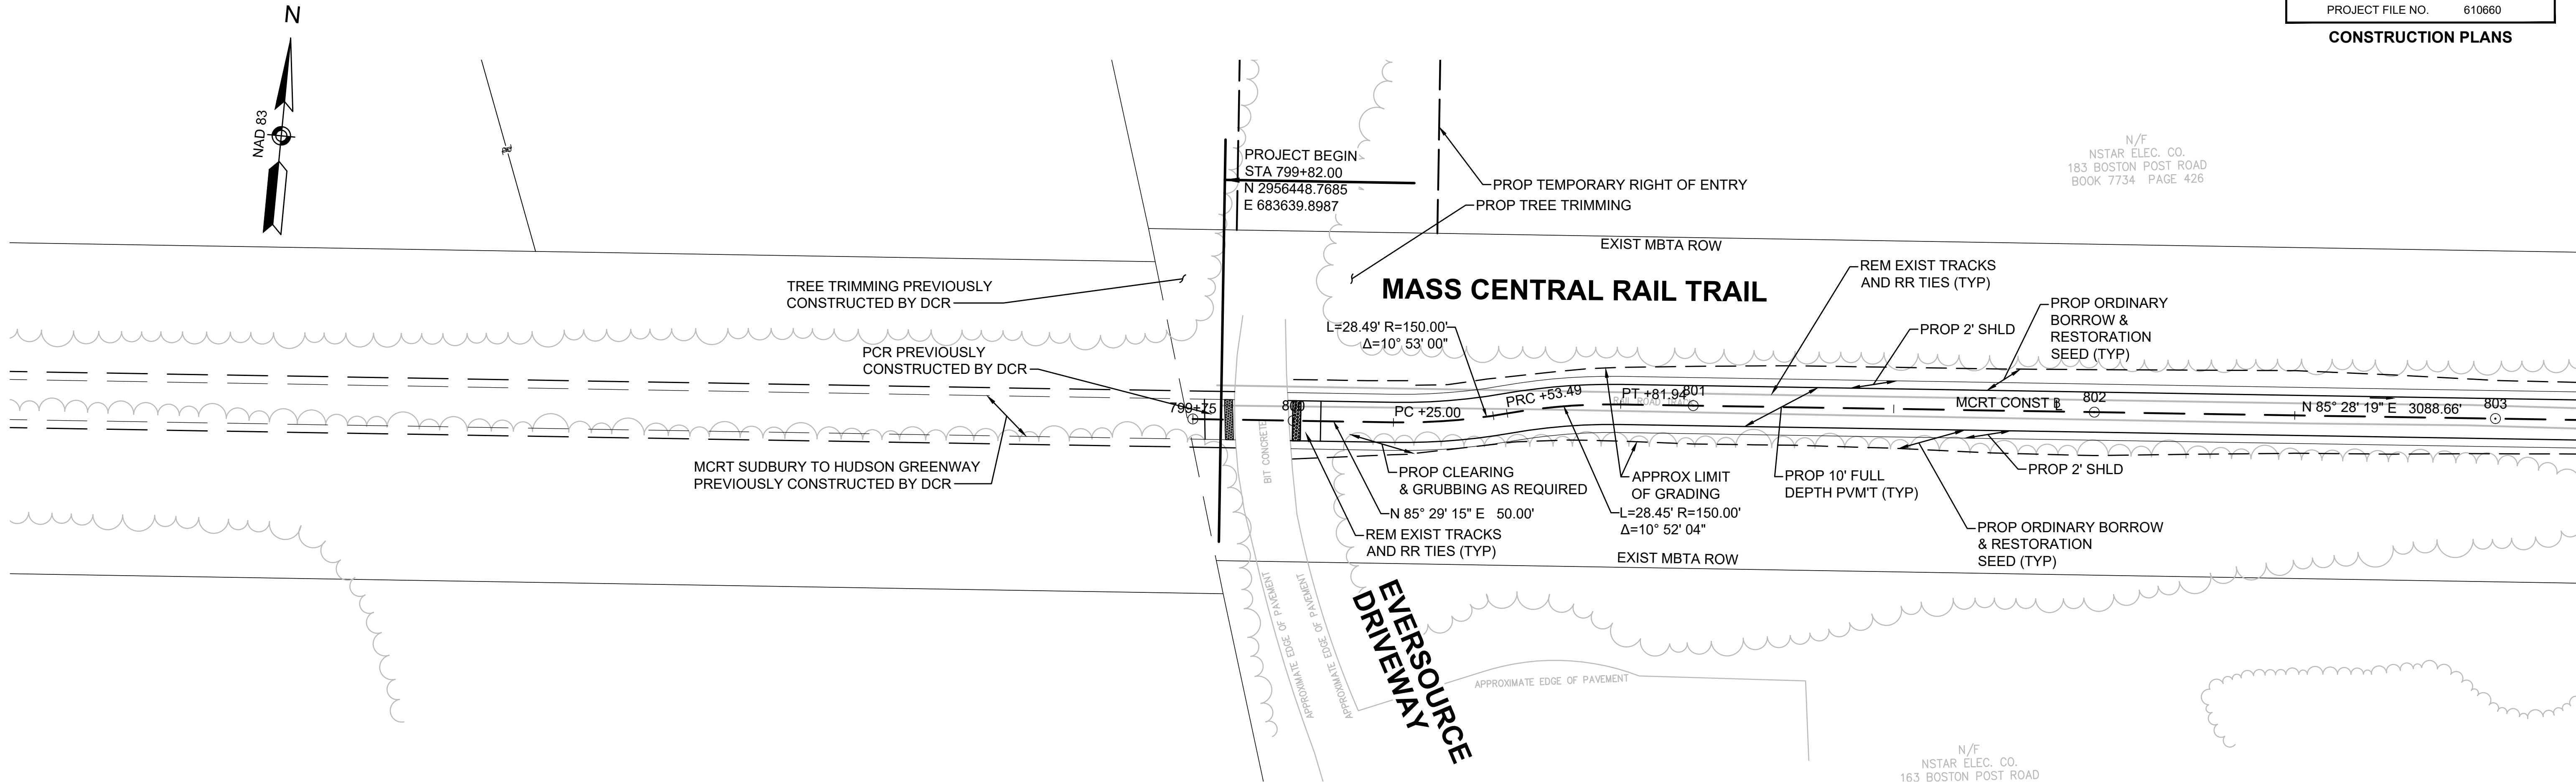 PROJECT FILE NO. 610660
CONSTRUCTION PLANS
N
NAD 83
PROJECT BEGIN
STA 799+82.00
N 2956448.7685
E 683639.8987
PROP TEMPORARY RIGHT OF ENTRY
PROP TREE TRIMMING
N/F
NSTAR ELEC. CO.
183 BOSTON POST ROAD
BOOK 7734 PAGE 426
EXIST MBTA ROW
TREE TRIMMING PREVIOUSLY
CONSTRUCTED BY DCR
MASS CENTRAL RAIL TRAIL
REM EXIST TRACKS
AND RR TIES (TYP)
PROP ORDINARY
BORROW &
RESTORATION
SEED (TYP)
PROP 2' SHLD
L=28.49' R=150.00'
Δ=10° 53' 00"
PCR PREVIOUSLY
CONSTRUCTED BY DCR
799+75
800
PC +25.00
PRC +53.49
PT +81.94
801
RAIL ROAD TRACK
MCRT CONST B
802
N 85° 28' 19" E 3088.66'
803
MCRT SUDBURY TO HUDSON GREENWAY
PREVIOUSLY CONSTRUCTED BY DCR
BIT CONCRETE
PROP CLEARING
& GRUBBING AS REQUIRED
N 85° 29' 15" E 50.00'
REM EXIST TRACKS
AND RR TIES (TYP)
APPROX LIMIT
OF GRADING
L=28.45' R=150.00'
Δ=10° 52' 04"
PROP 10' FULL
DEPTH PVM'T (TYP)
PROP 2' SHLD
PROP ORDINARY BORROW
& RESTORATION
SEED (TYP)
EXIST MBTA ROW
APPROXIMATE EDGE OF PAVEMENT
APPROXIMATE EDGE OF PAVEMENT
EVERSOURCE
DRIVEWAY
APPROXIMATE EDGE OF PAVEMENT
N/F
NSTAR ELEC. CO.
163 BOSTON POST ROAD